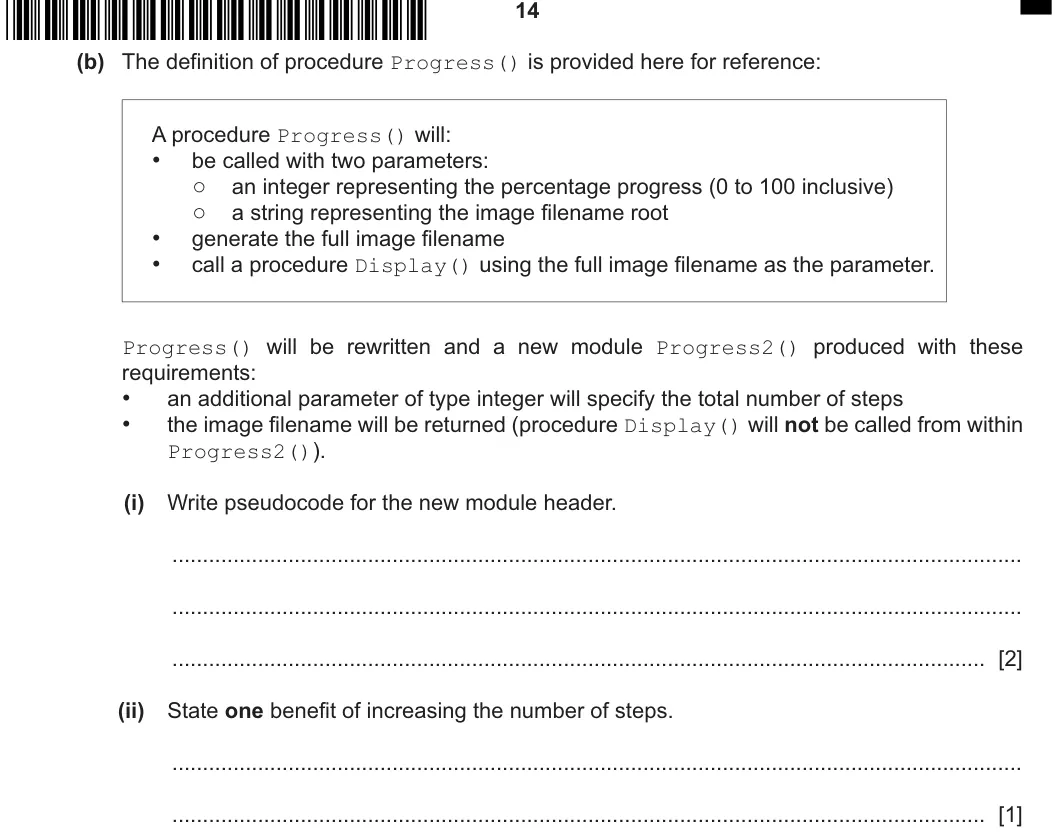 14
(b) The definition of procedure Progress() is provided here for reference:
A procedure Progress() will:
• be called with two parameters:
○ an integer representing the percentage progress (0 to 100 inclusive)
○ a string representing the image filename root
• generate the full image filename
• call a procedure Display() using the full image filename as the parameter.
Progress() will be rewritten and a new module Progress2() produced with these
requirements:
• an additional parameter of type integer will specify the total number of steps
• the image filename will be returned (procedure Display() will not be called from within
Progress2()).
(i) Write pseudocode for the new module header.
...........................................................................................................................................
...........................................................................................................................................
..................................................................................................................................... [2]
(ii) State one benefit of increasing the number of steps.
...........................................................................................................................................
..................................................................................................................................... [1]